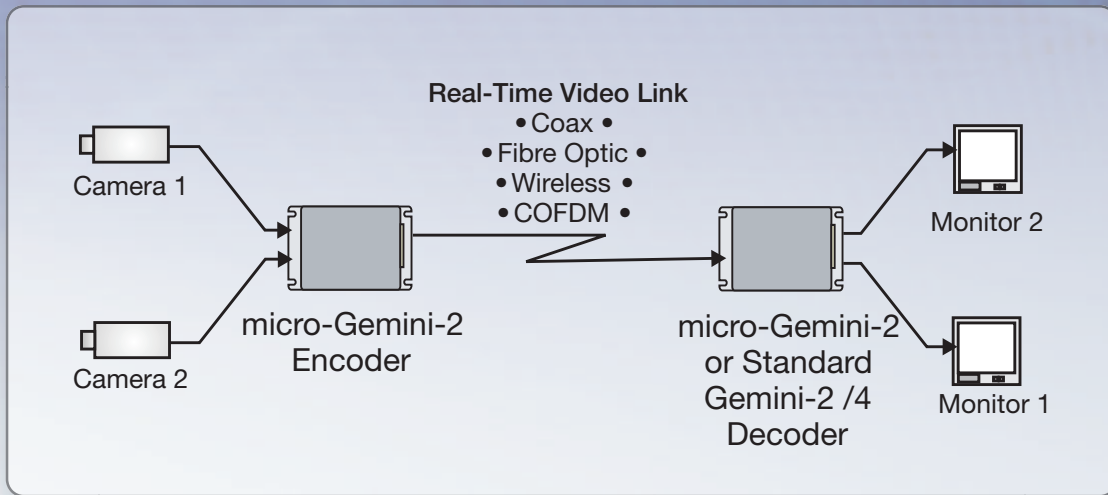 Real-Time Video Link
• Coax •
• Fibre Optic •
• Wireless •
• COFDM •
Camera 1
Camera 2
micro-Gemini-2
Encoder
micro-Gemini-2
or Standard
Gemini-2 /4
Decoder
Monitor 2
Monitor 1